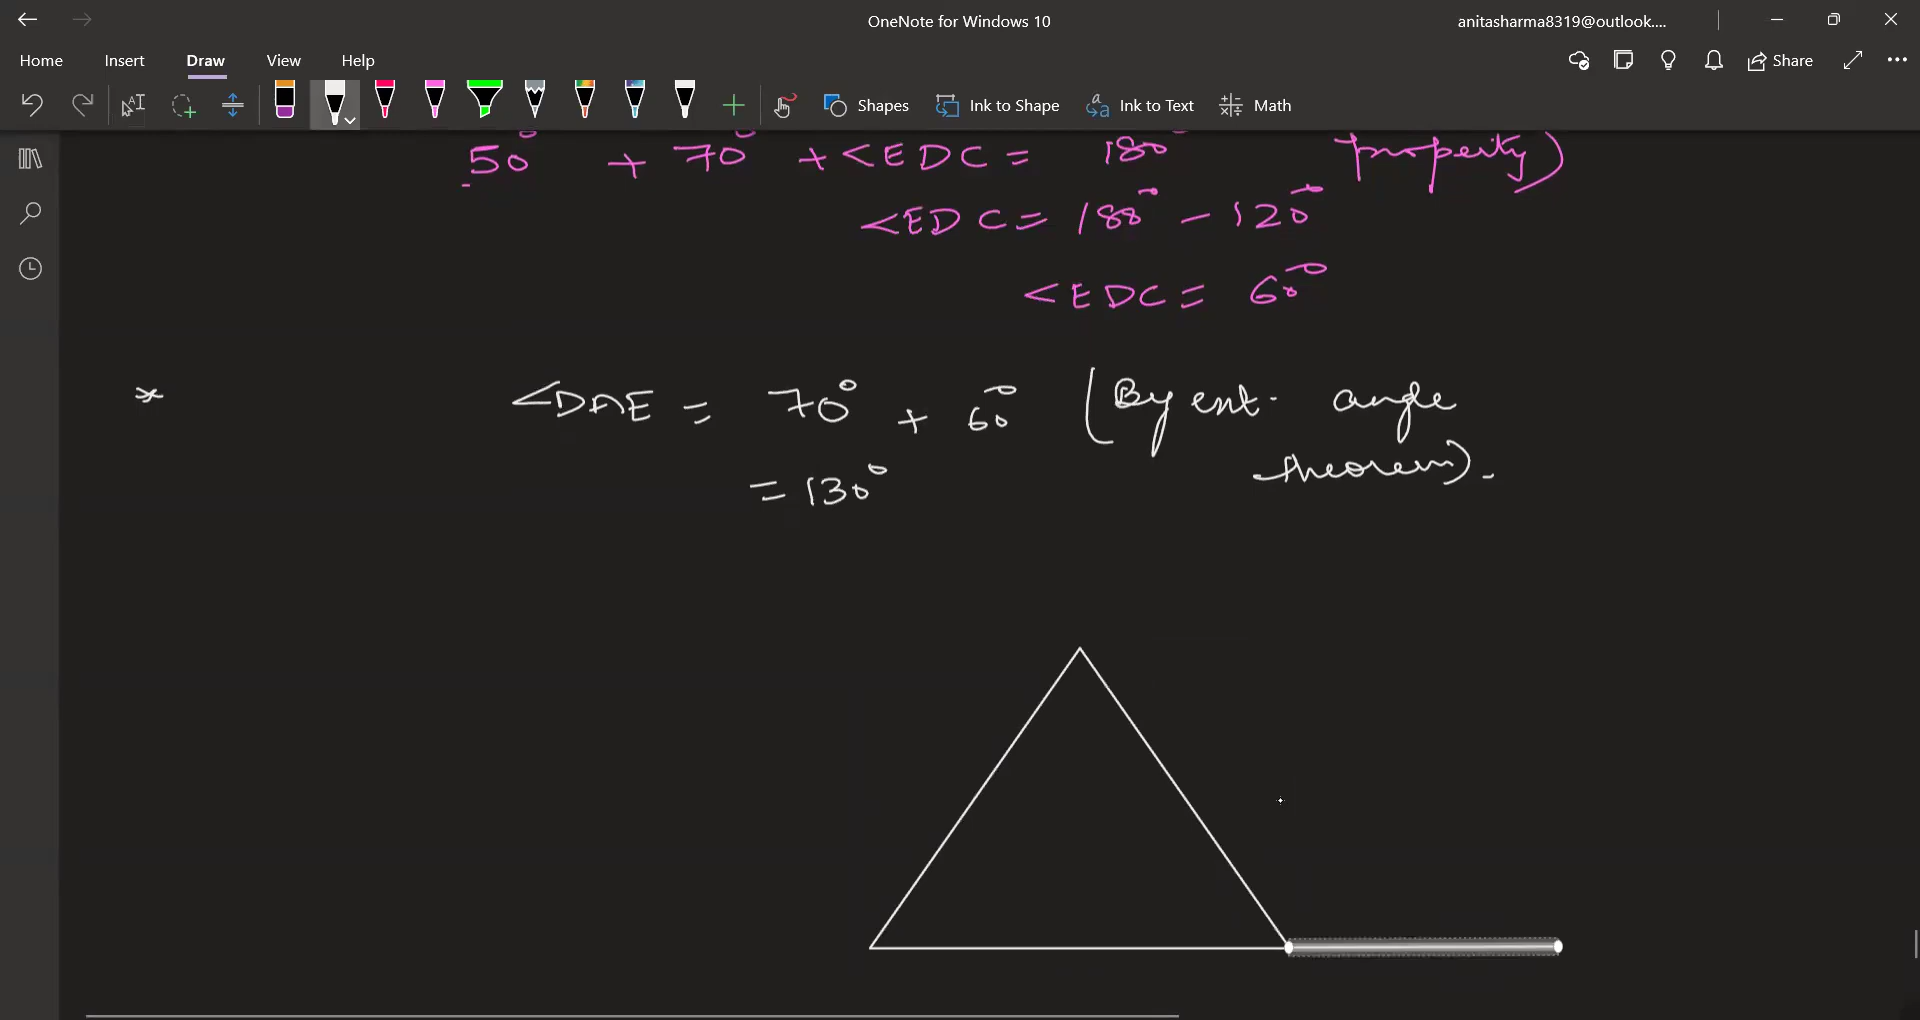 OneNote for Windows 10
anitasharma8319@outlook....
Home Insert Draw View Help
Share
Shapes Ink to Shape Ink to Text Math
50° + 70° + <EDC = 180° property)
<EDC = 180° - 120°
<EDC = 60°
* <DAE = 70° + 60° (By ext. angle
theorem).
= 130°